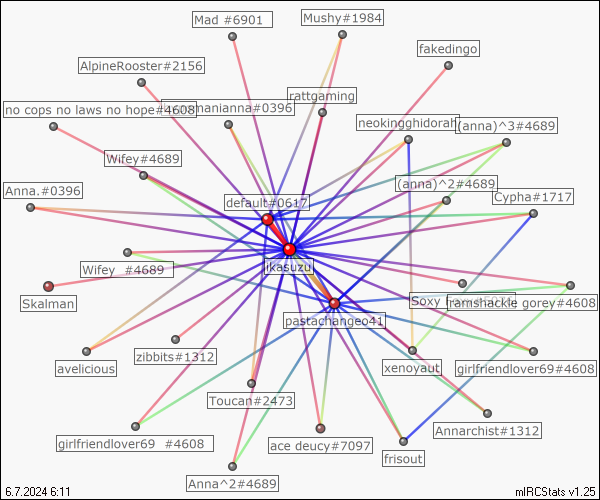 Mad #6901
Mushy#1984
fakedingo
AlpineRooster#2156
rattgaming
no cops no laws no hope#4608
manianna#0396
neokingghidorah
(anna)^3#4689
Wifey#4689
(anna)^2#4689
Anna.#0396
Cypha#1717
default#0617
ikasuzu
Wifey #4689
Skalman
Soxy
ramshackle gorey#4608
pastachangeo41
zibbits#1312
avelicious
xenoyaut
girlfriendlover69#4608
Toucan#2473
Annarchist#1312
girlfriendlover69 #4608
ace deucy#7097
frisout
Anna^2#4689
6.7.2024 6:11
mIRCStats v1.25